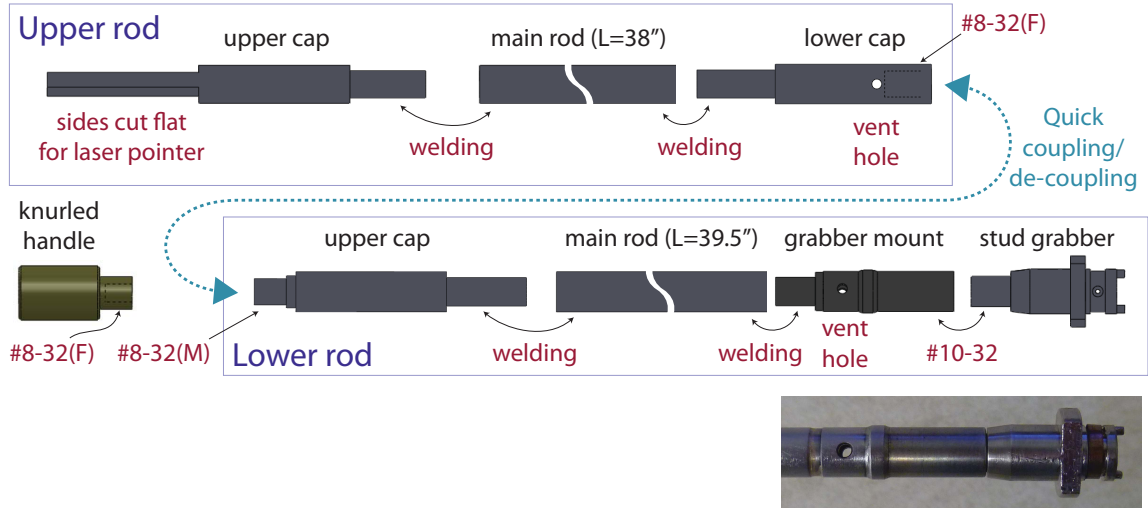 Upper rod
upper cap
main rod (L=38”)
lower cap
#8-32(F)
sides cut flat
for laser pointer
welding
welding
vent
hole
Quick
coupling/
de-coupling
knurled
handle
upper cap
main rod (L=39.5”)
grabber mount
stud grabber
#8-32(F)
#8-32(M)
Lower rod
welding
welding
vent
hole
#10-32